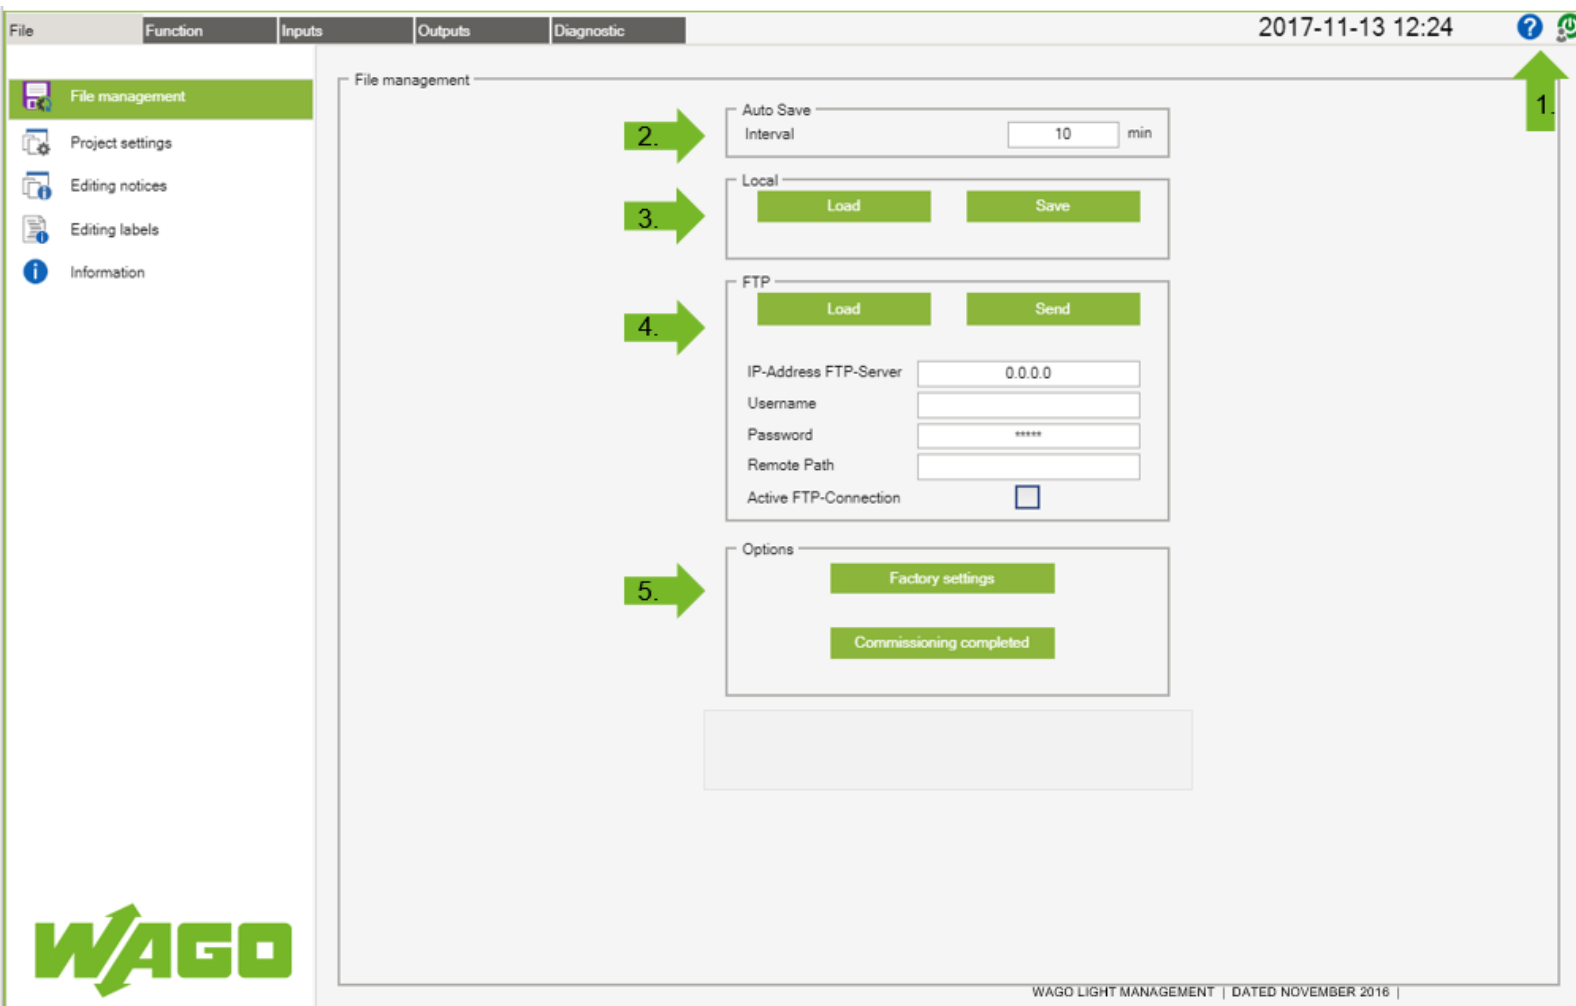 File Function Inputs Outputs Diagnostic 2017-11-13 12:24 ?
1.
File management
Project settings
Editing notices
Editing labels
i Information
File management
Auto Save
2. Interval 10 min
Local
3. Load Save
FTP
4. Load Send
IP-Address FTP-Server 0.0.0.0
Username
Password *****
Remote Path
Active FTP-Connection
Options
5. Factory settings
Commissioning completed
WAGO
WAGO LIGHT MANAGEMENT | DATED NOVEMBER 2016 |